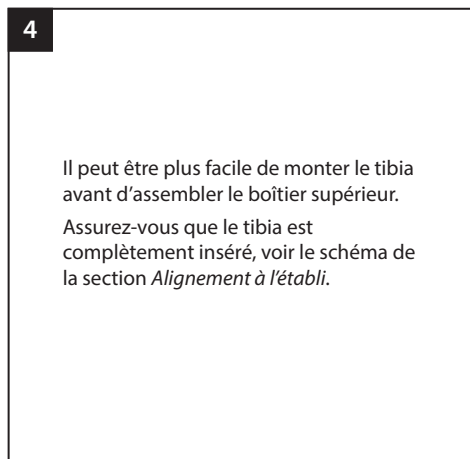 4
Il peut être plus facile de monter le tibia
avant d’assembler le boîtier supérieur.
Assurez-vous que le tibia est
complètement inséré, voir le schéma de
la section Alignement à l’établi.